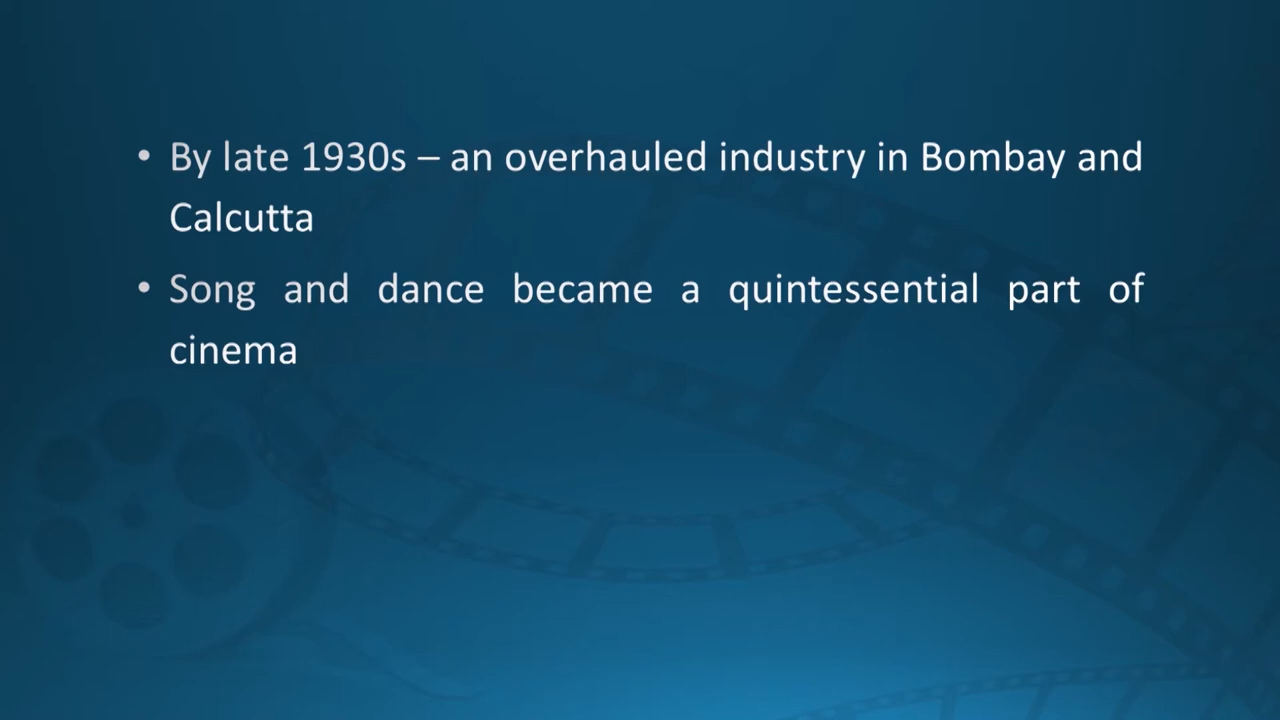 • By late 1930s – an overhauled industry in Bombay and
Calcutta
• Song and dance became a quintessential part of
cinema